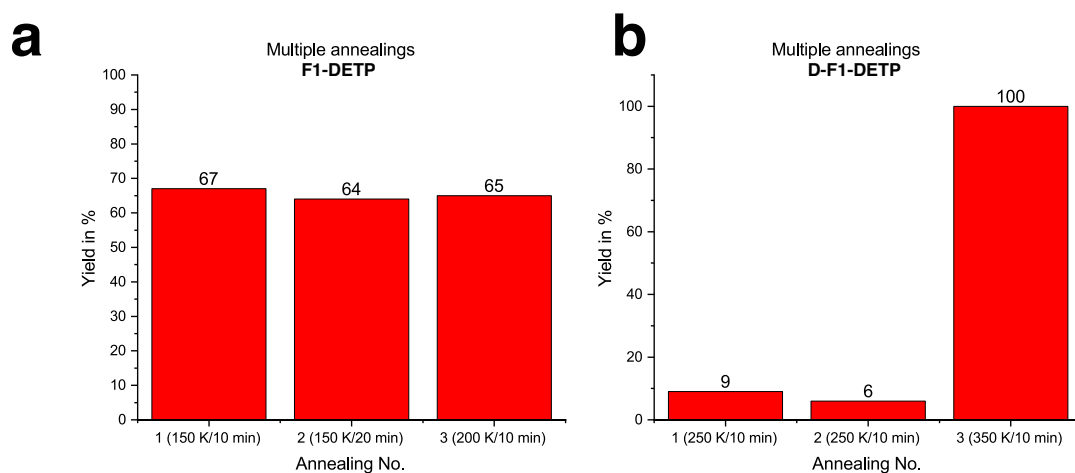 a
Multiple annealings
F1-DETP
100
90
80
70
60
50
40
30
20
10
0
Yield in %
67
64
65
1 (150 K/10 min)
2 (150 K/20 min)
3 (200 K/10 min)
Annealing No.
b
Multiple annealings
D-F1-DETP
100
80
60
40
20
0
Yield in %
9
6
100
1 (250 K/10 min)
2 (250 K/10 min)
3 (350 K/10 min)
Annealing No.